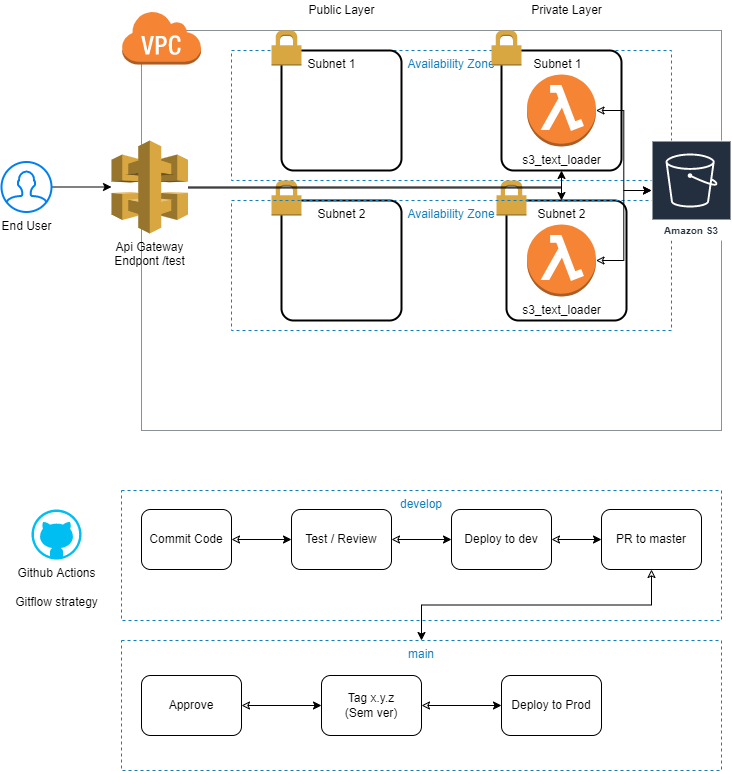 Public Layer
Private Layer
VPC
Subnet 1
Availability Zone
Subnet 1
s3_text_loader
End User
Api Gateway
Endpont /test
Amazon S3
Subnet 2
Availability Zone
Subnet 2
s3_text_loader
develop
Commit Code
Test / Review
Deploy to dev
PR to master
Github Actions
Gitflow strategy
main
Approve
Tag x.y.z
(Sem ver)
Deploy to Prod